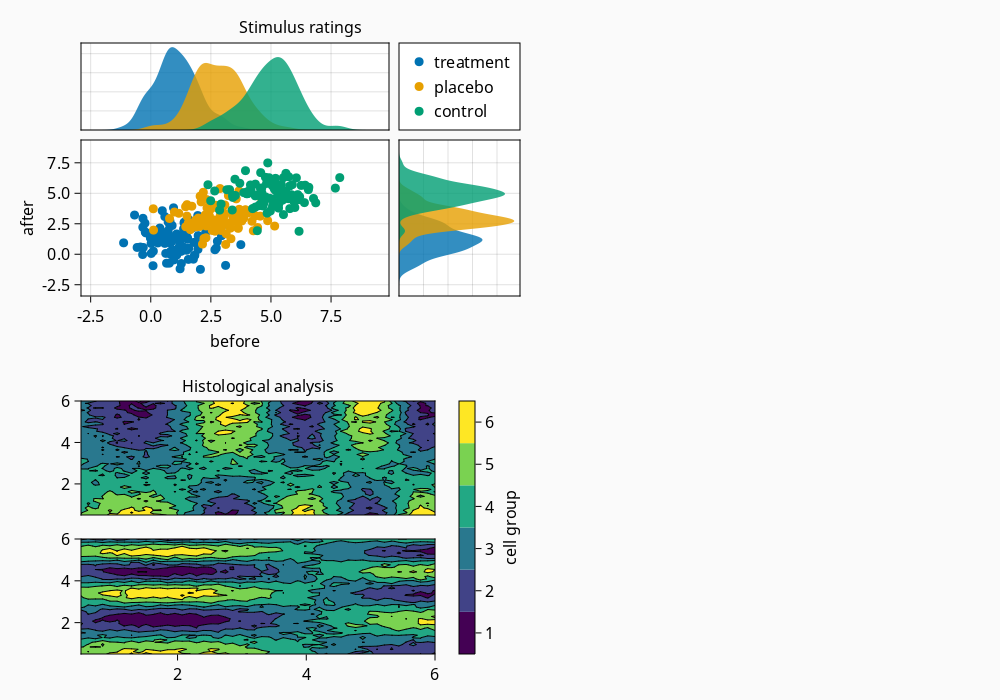 Stimulus ratings
treatment
placebo
control
7.5
5.0
2.5
0.0
-2.5
after
-2.5 0.0 2.5 5.0 7.5
before
Histological analysis
6
4
2
6
4
2
2 4 6
6
5
4
3
2
1
cell group